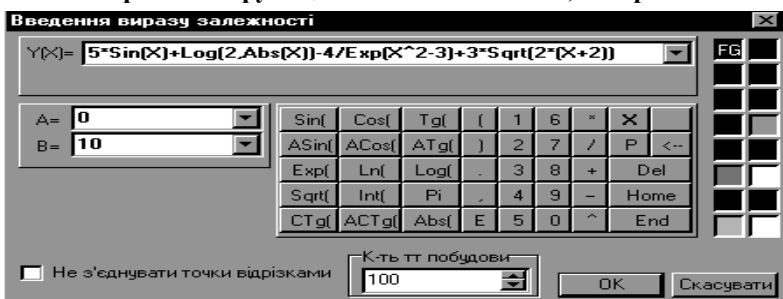 Введення виразу залежності
Y(X)= 5*Sin(X)+Log(2,Abs(X))-4/Exp(X^2-3)+3*Sqrt(2*(X+2)) FG
A= 0
B= 10
Sin( Cos( Tg( ( 1 6 * X
ASin( ACos( ATg( ) 2 7 / P <--
Exp( Ln( Log( . 3 8 + Del
Sqrt( Int( Pi , 4 9 - Home
CTg( ACTg( Abs( E 5 0 ^ End
Не з'єднувати точки відрізками
К-ть тт побудови
100
OK Скасувати